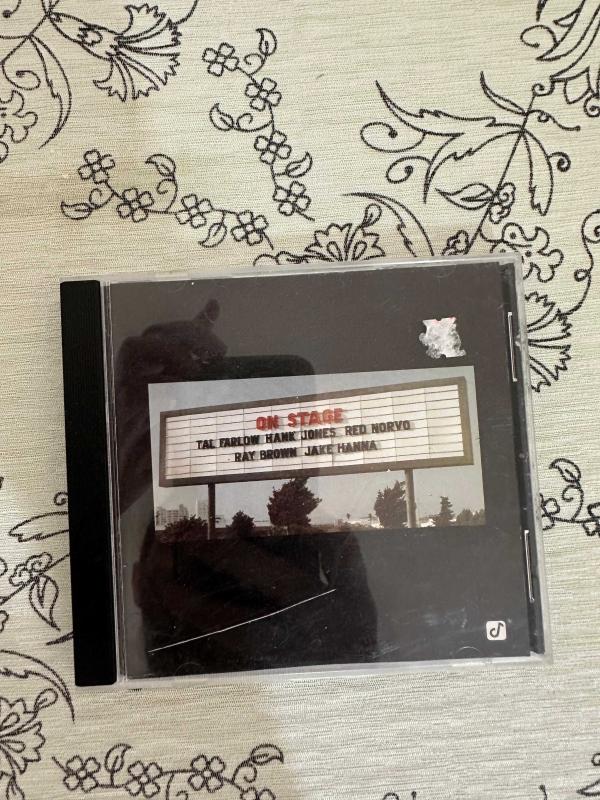 ON STAGE
TAL FARLOW HANK JONES RED NORVO
RAY BROWN JAKE HANNA